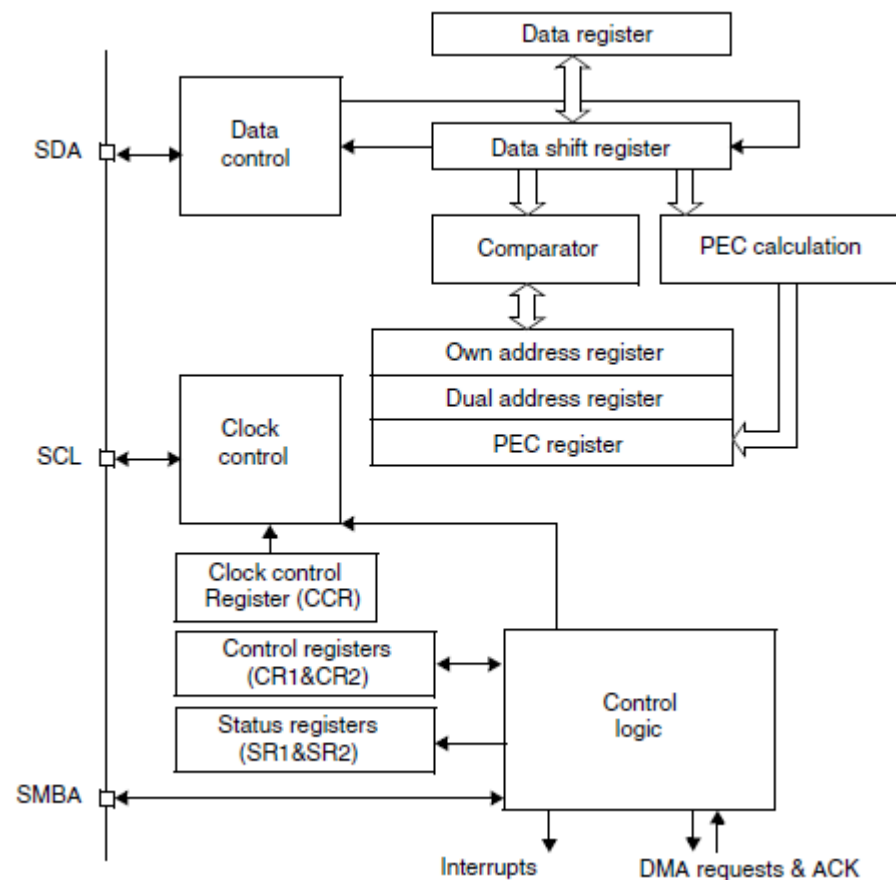 Data register
SDA
Data
control
Data shift register
Comparator
PEC calculation
Own address register
Dual address register
PEC register
SCL
Clock
control
Clock control
Register (CCR)
Control registers
(CR1&CR2)
Status registers
(SR1&SR2)
Control
logic
SMBA
Interrupts
DMA requests & ACK